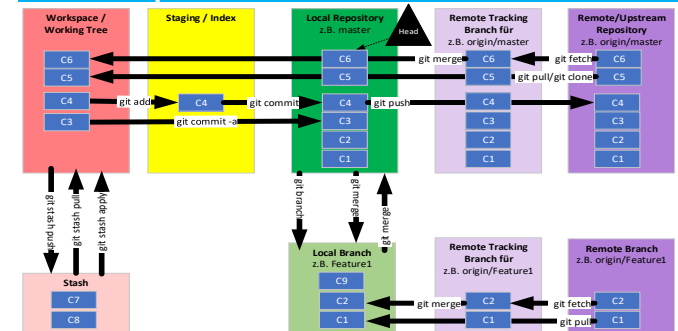 Workspace /
Working Tree
Staging / Index
Local Repository
z.B. master
Head
Remote Tracking
Branch für
z.B. origin/master
Remote/Upstream
Repository
z.B. origin/master
C6
C6
git merge
C6
git fetch
C6
C5
C5
C5
git pull/git clone
C5
C4
git add
C4
git commit
C4
git push
C4
C4
C3
git commit -a
C3
C3
C3
C2
C2
C2
C1
C1
C1
git stash push
git stash pull
git stash apply
git branch
git merge
git merge
Stash
C7
C8
Local Branch
z.B. Feature1
Remote Tracking
Branch für
z.B. origin/Feature1
Remote Branch
z.B. origin/Feature1
C9
C2
git merge
C2
git fetch
C2
C1
C1
git pull
C1